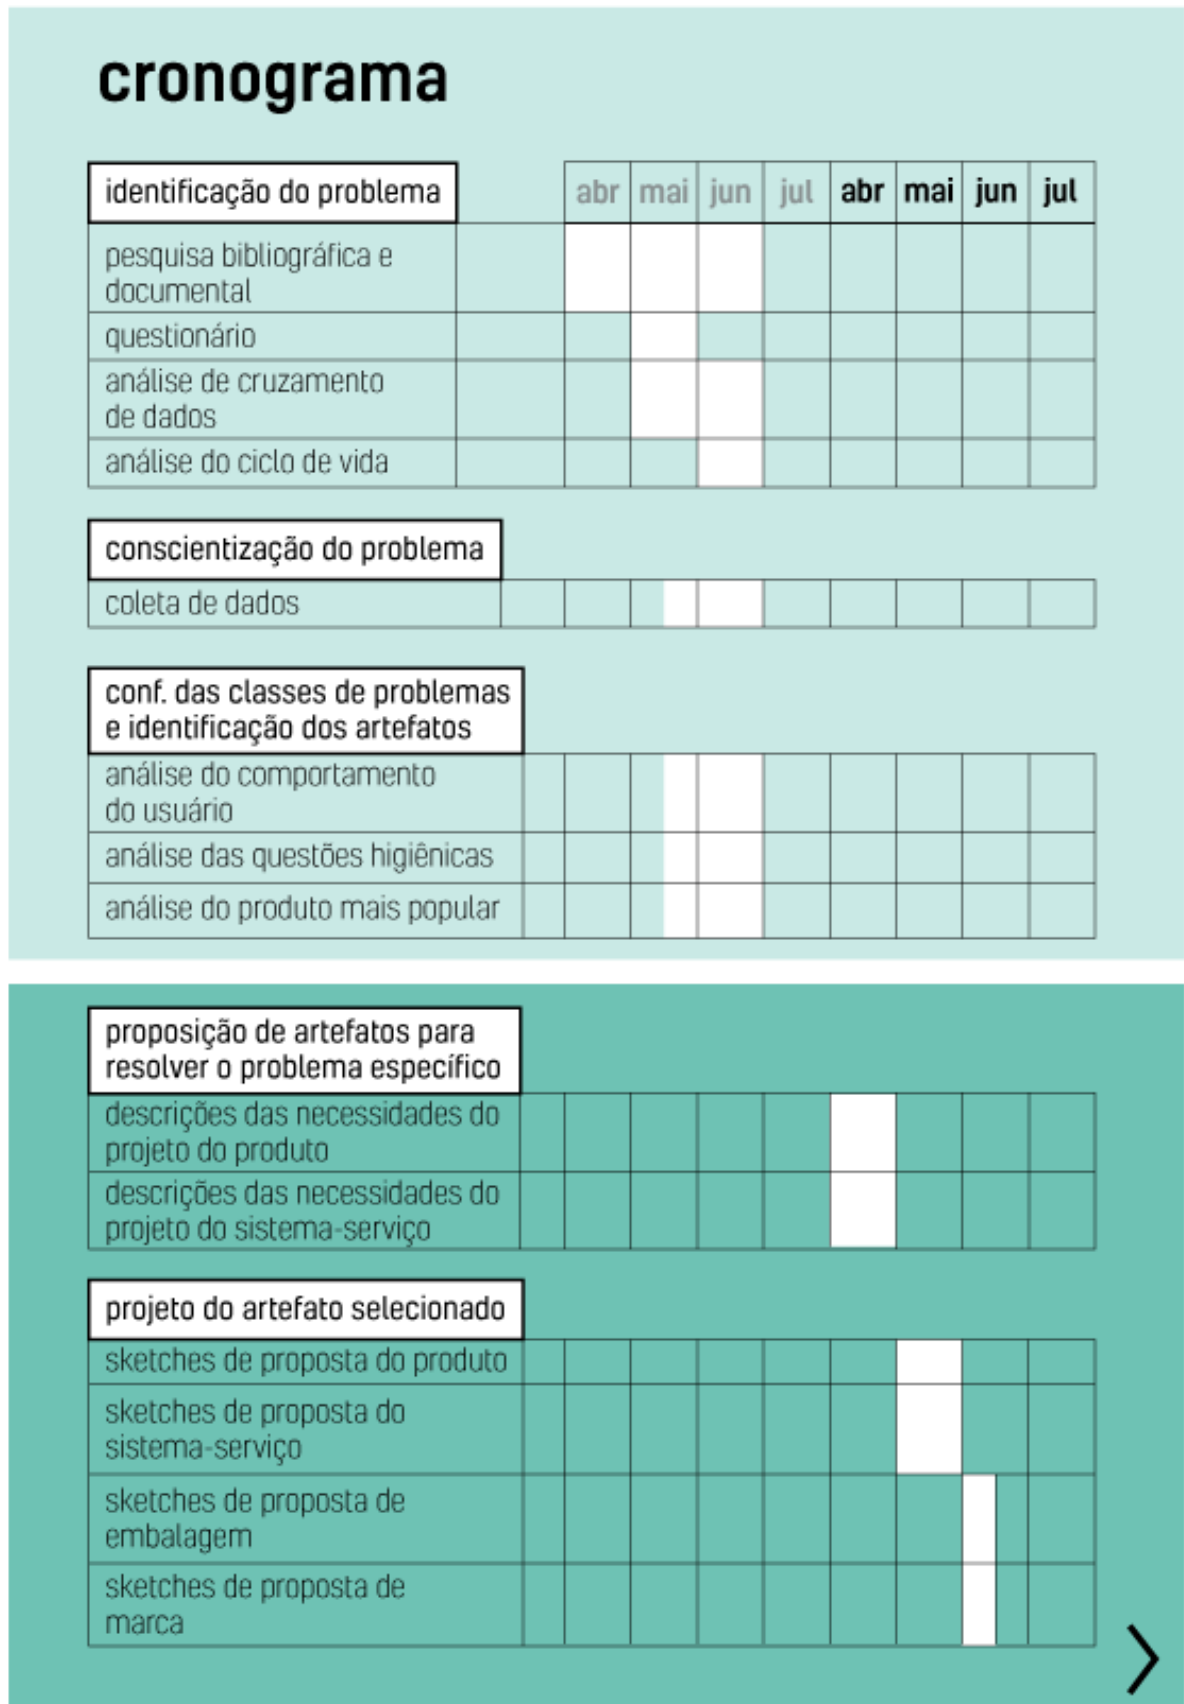 cronograma
identificação do problema
abr mai jun jul abr mai jun jul
pesquisa bibliográfica e
documental
questionário
análise de cruzamento
de dados
análise do ciclo de vida
conscientização do problema
coleta de dados
conf. das classes de problemas
e identificação dos artefatos
análise do comportamento
do usuário
análise das questões higiênicas
análise do produto mais popular
proposição de artefatos para
resolver o problema específico
descrições das necessidades do
projeto do produto
descrições das necessidades do
projeto do sistema-serviço
projeto do artefato selecionado
sketches de proposta do produto
sketches de proposta do
sistema-serviço
sketches de proposta de
embalagem
sketches de proposta de
marca